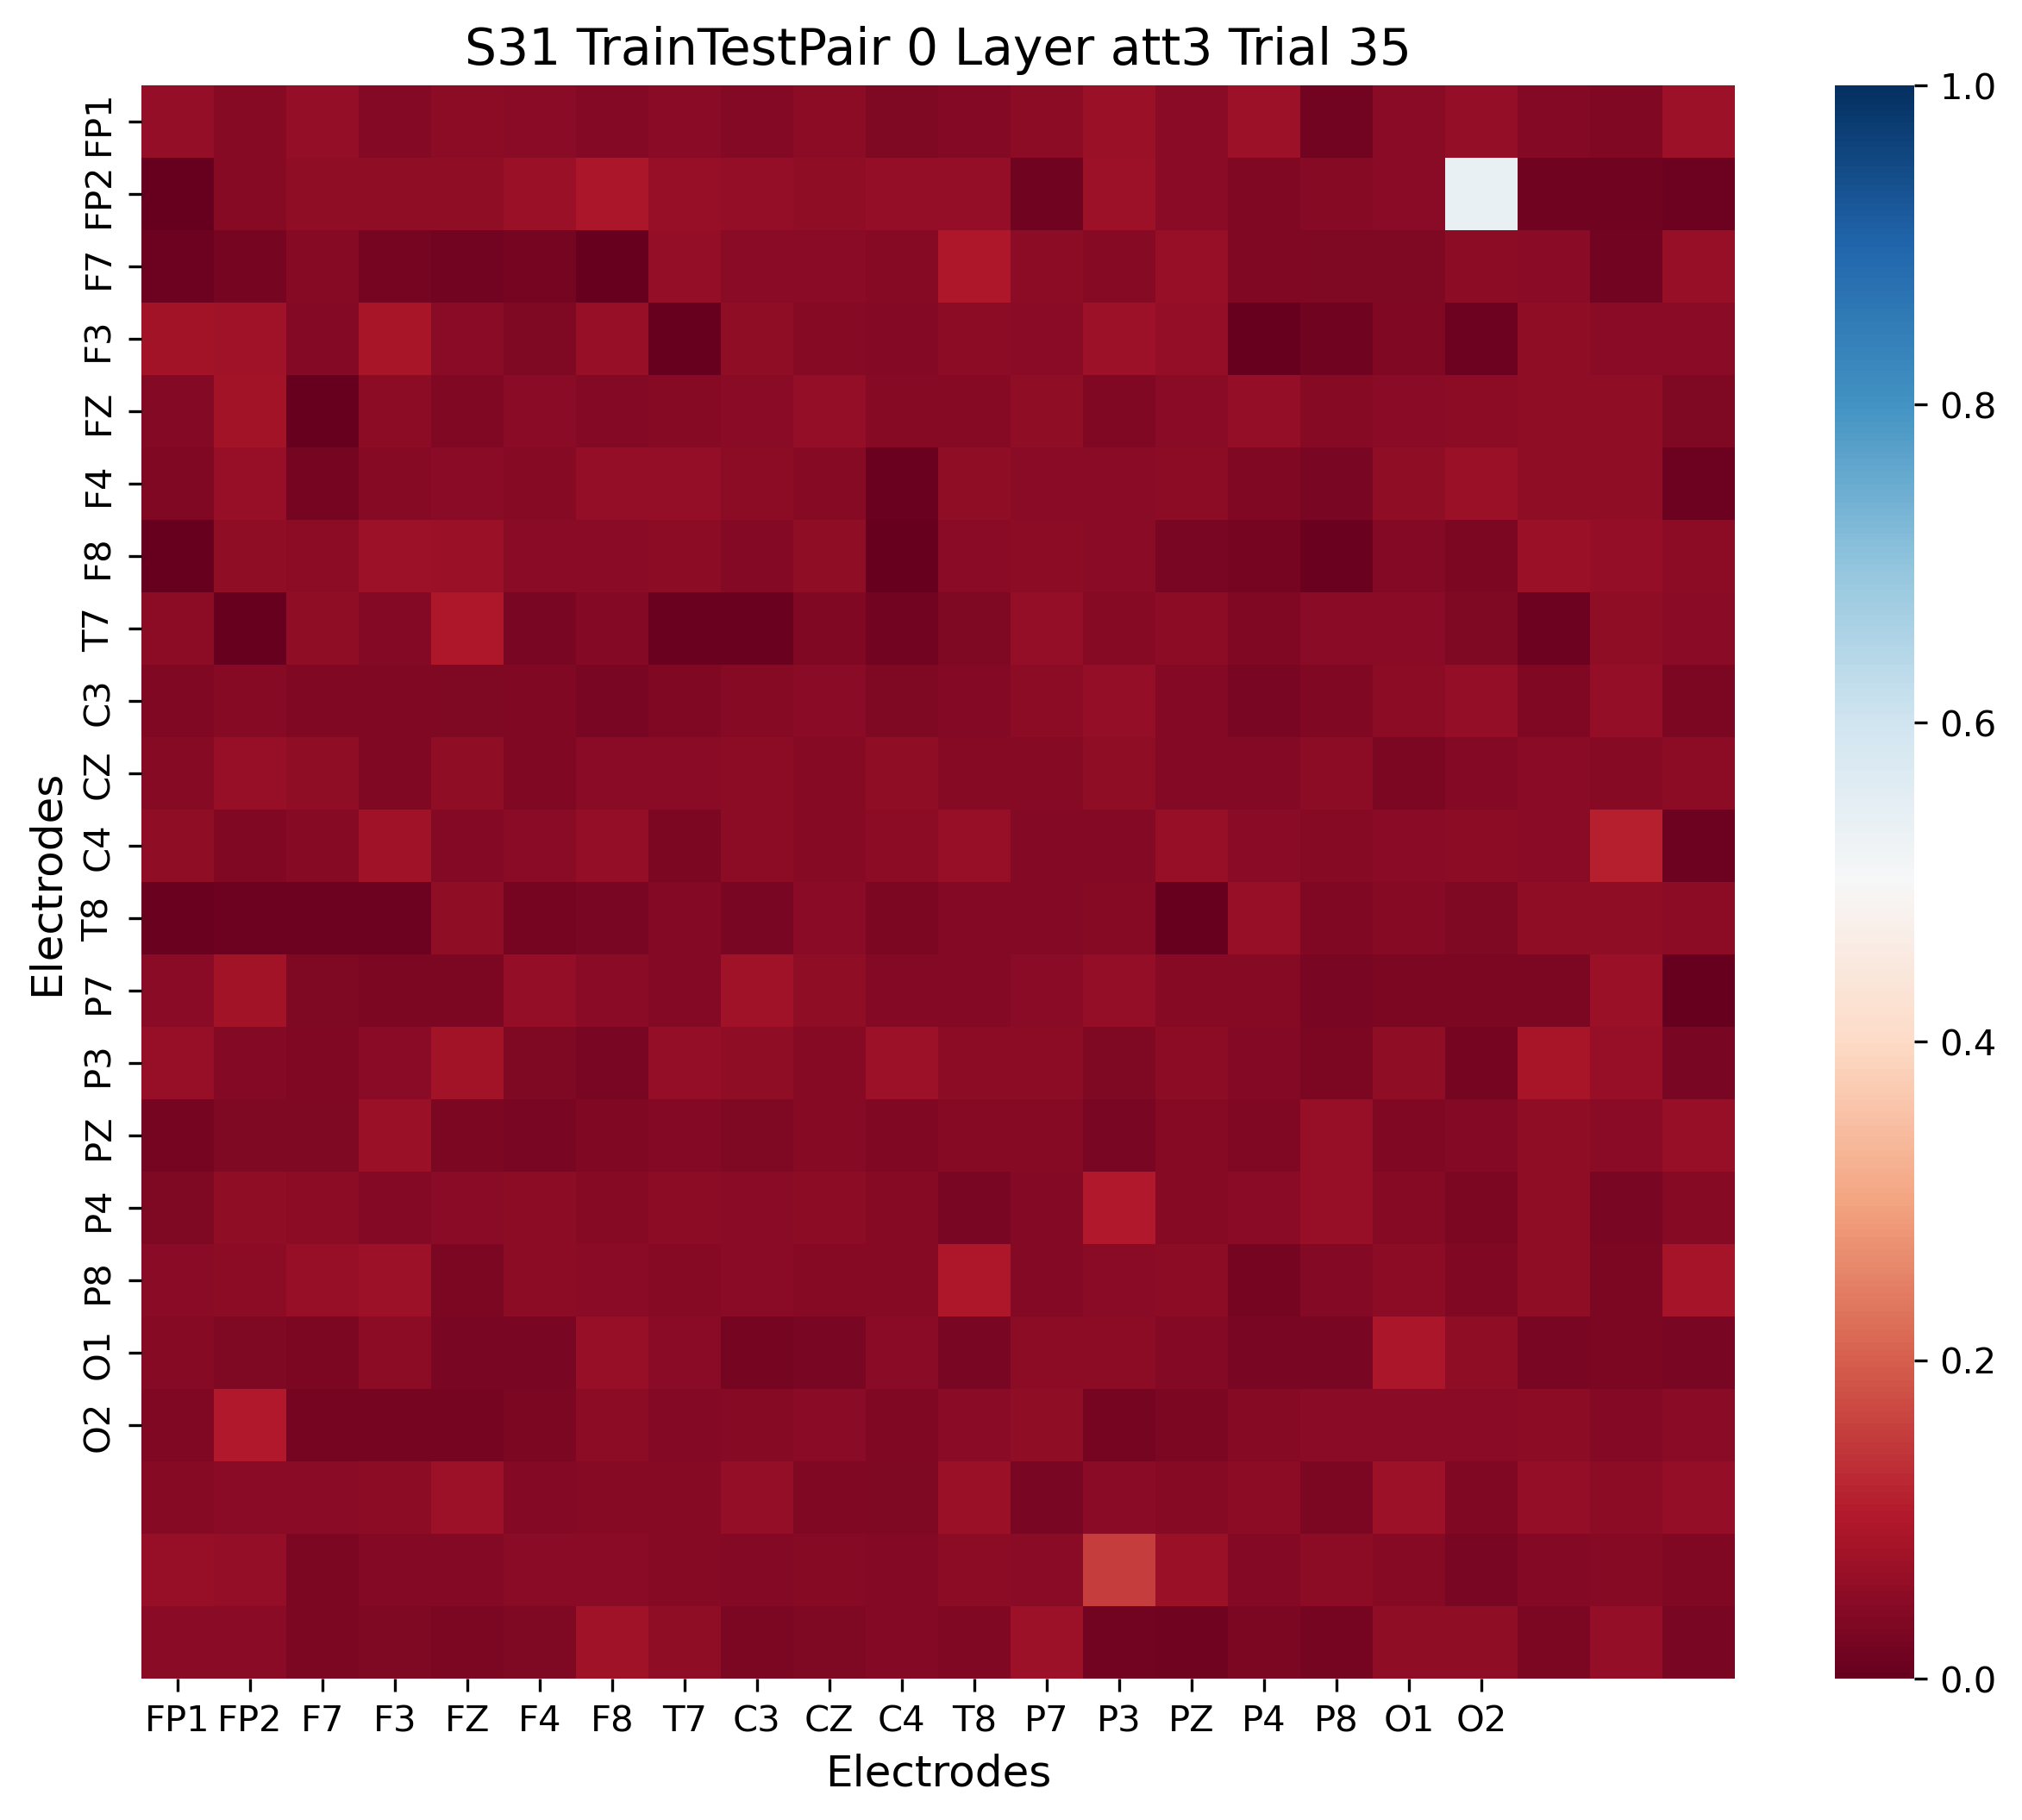 S31 TrainTestPair 0 Layer att3 Trial 35
Electrodes
FP1
FP2
F7
F3
FZ
F4
F8
T7
C3
CZ
C4
T8
P7
P3
PZ
P4
P8
O1
O2
FP1 FP2 F7 F3 FZ F4 F8 T7 C3 CZ C4 T8 P7 P3 PZ P4 P8 O1 O2
Electrodes
1.0
0.8
0.6
0.4
0.2
0.0